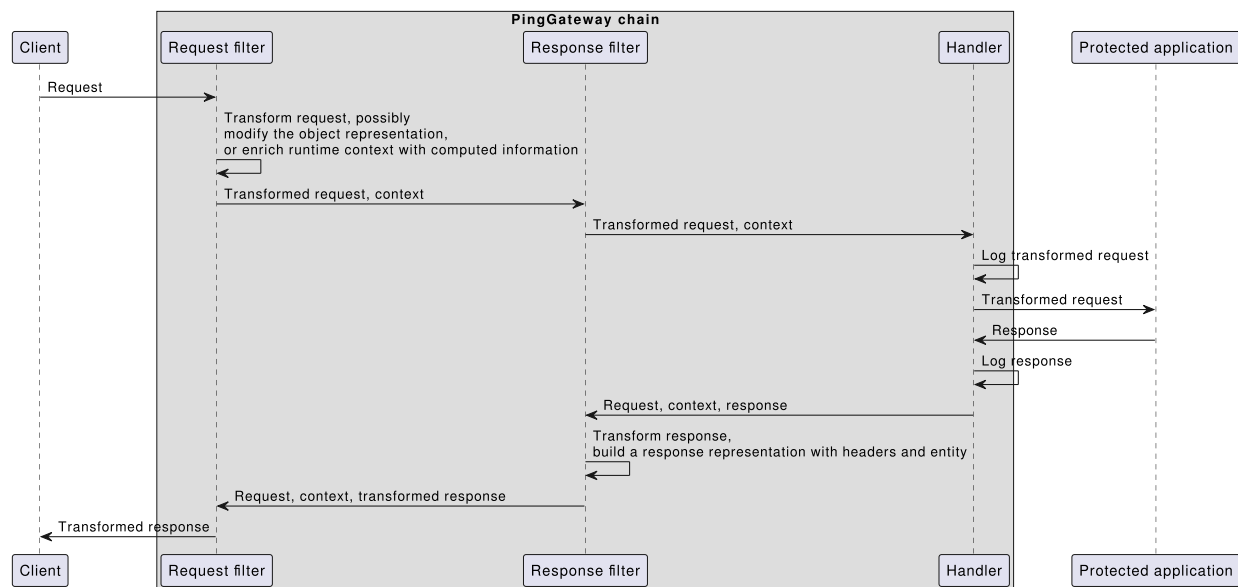 PingGateway chain
Client
Request filter
Response filter
Handler
Protected application
Request
Transform request, possibly
modify the object representation,
or enrich runtime context with computed information
Transformed request, context
Transformed request, context
Log transformed request
Transformed request
Response
Log response
Request, context, response
Transform response,
build a response representation with headers and entity
Request, context, transformed response
Transformed response
Client
Request filter
Response filter
Handler
Protected application